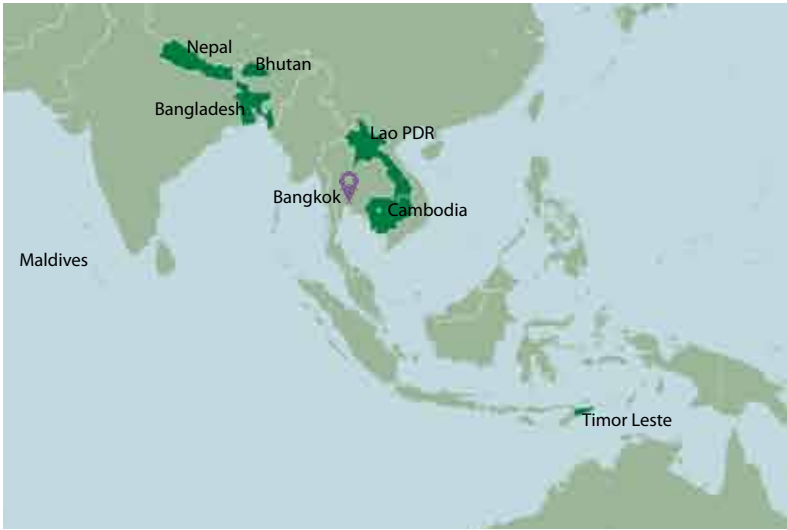 Nepal
Bhutan
Bangladesh
Lao PDR
Bangkok
Cambodia
Maldives
Timor Leste